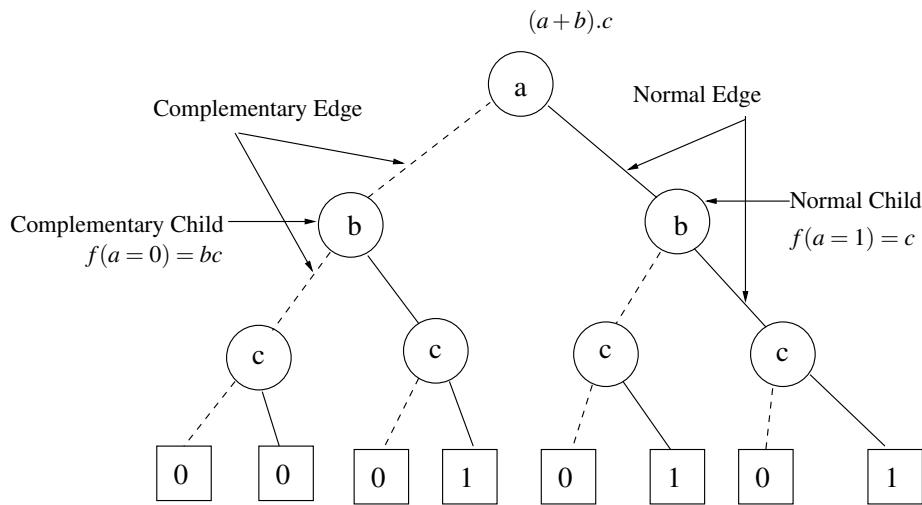 (a+b).c
a
Complementary Edge
Normal Edge
b
b
Complementary Child
f(a = 0) = bc
Normal Child
f(a = 1) = c
c
c
c
c
0
0
0
1
0
1
0
1